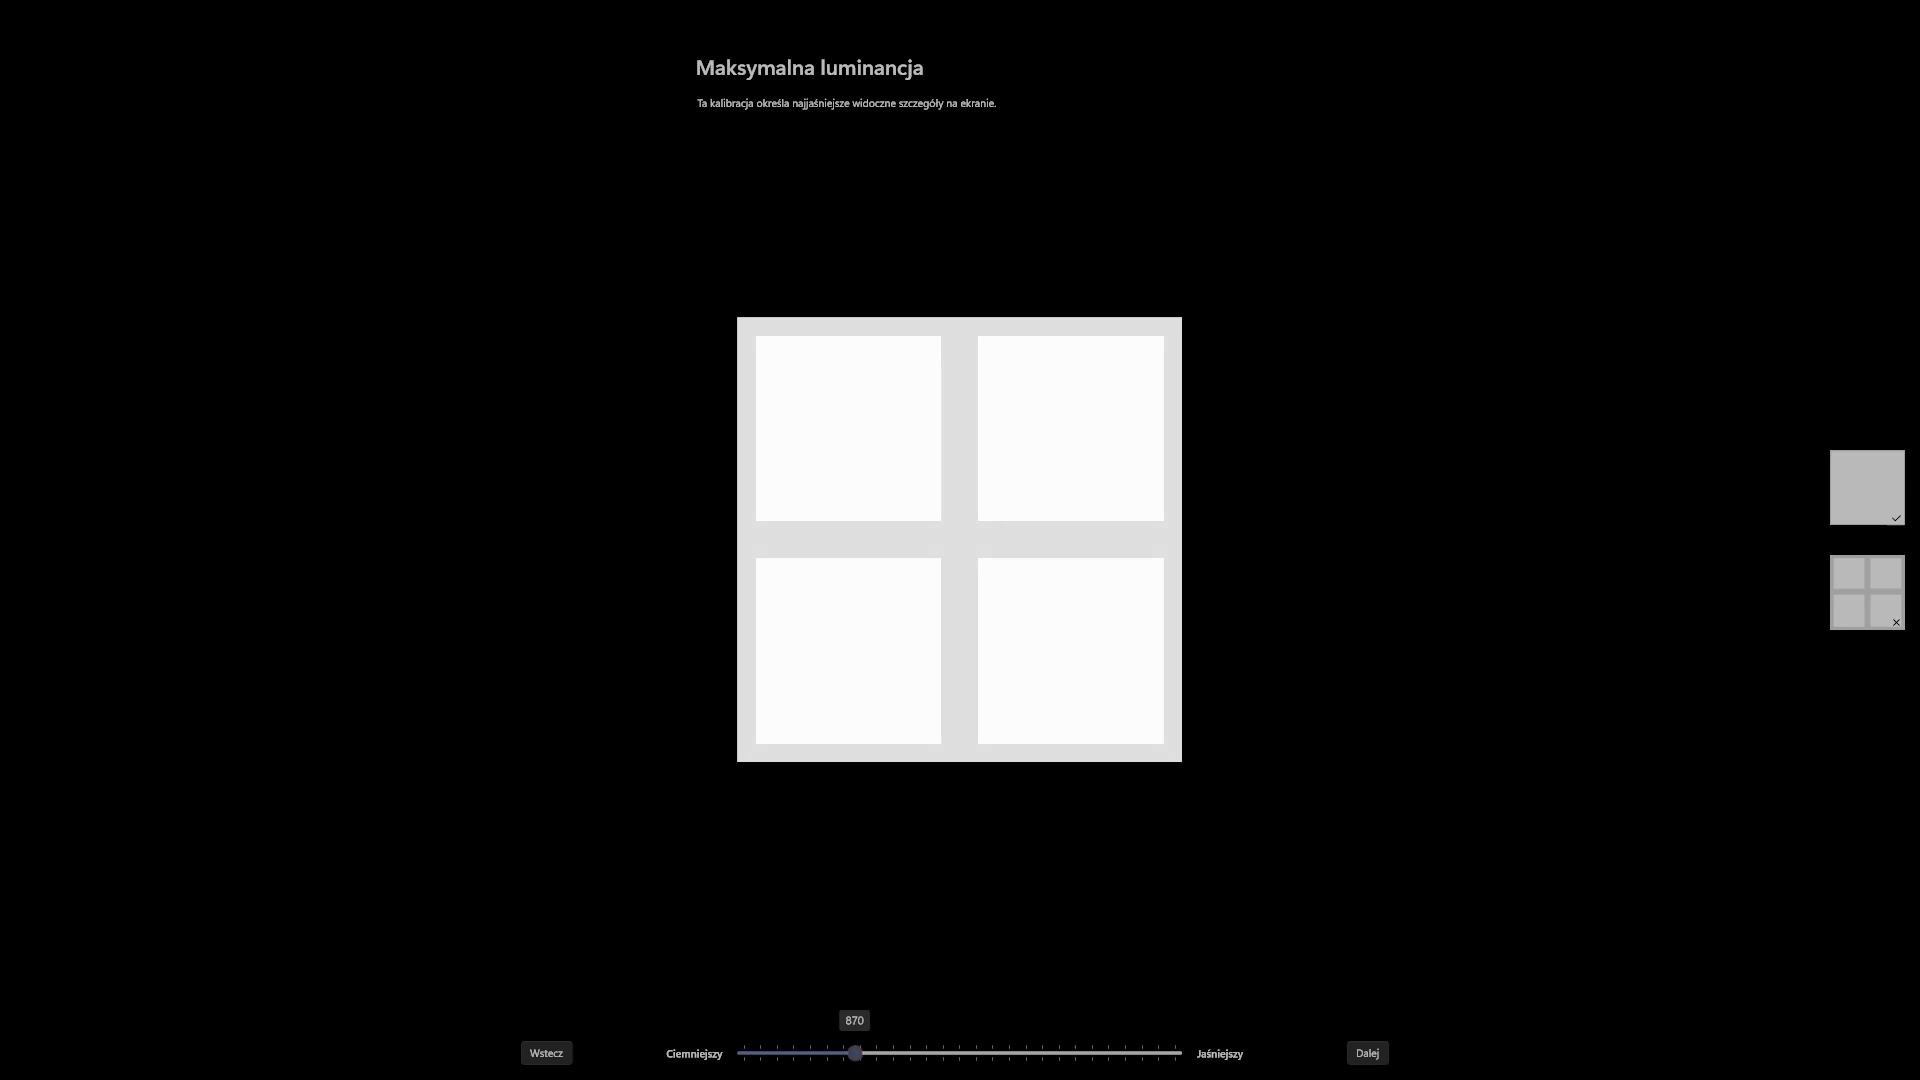 Maksymalna luminancja
Ta kalibracja określa najjaśniejsze widoczne szczegóły na ekranie.
870
Wstecz
Ciemniejszy
Jaśniejszy
Dalej